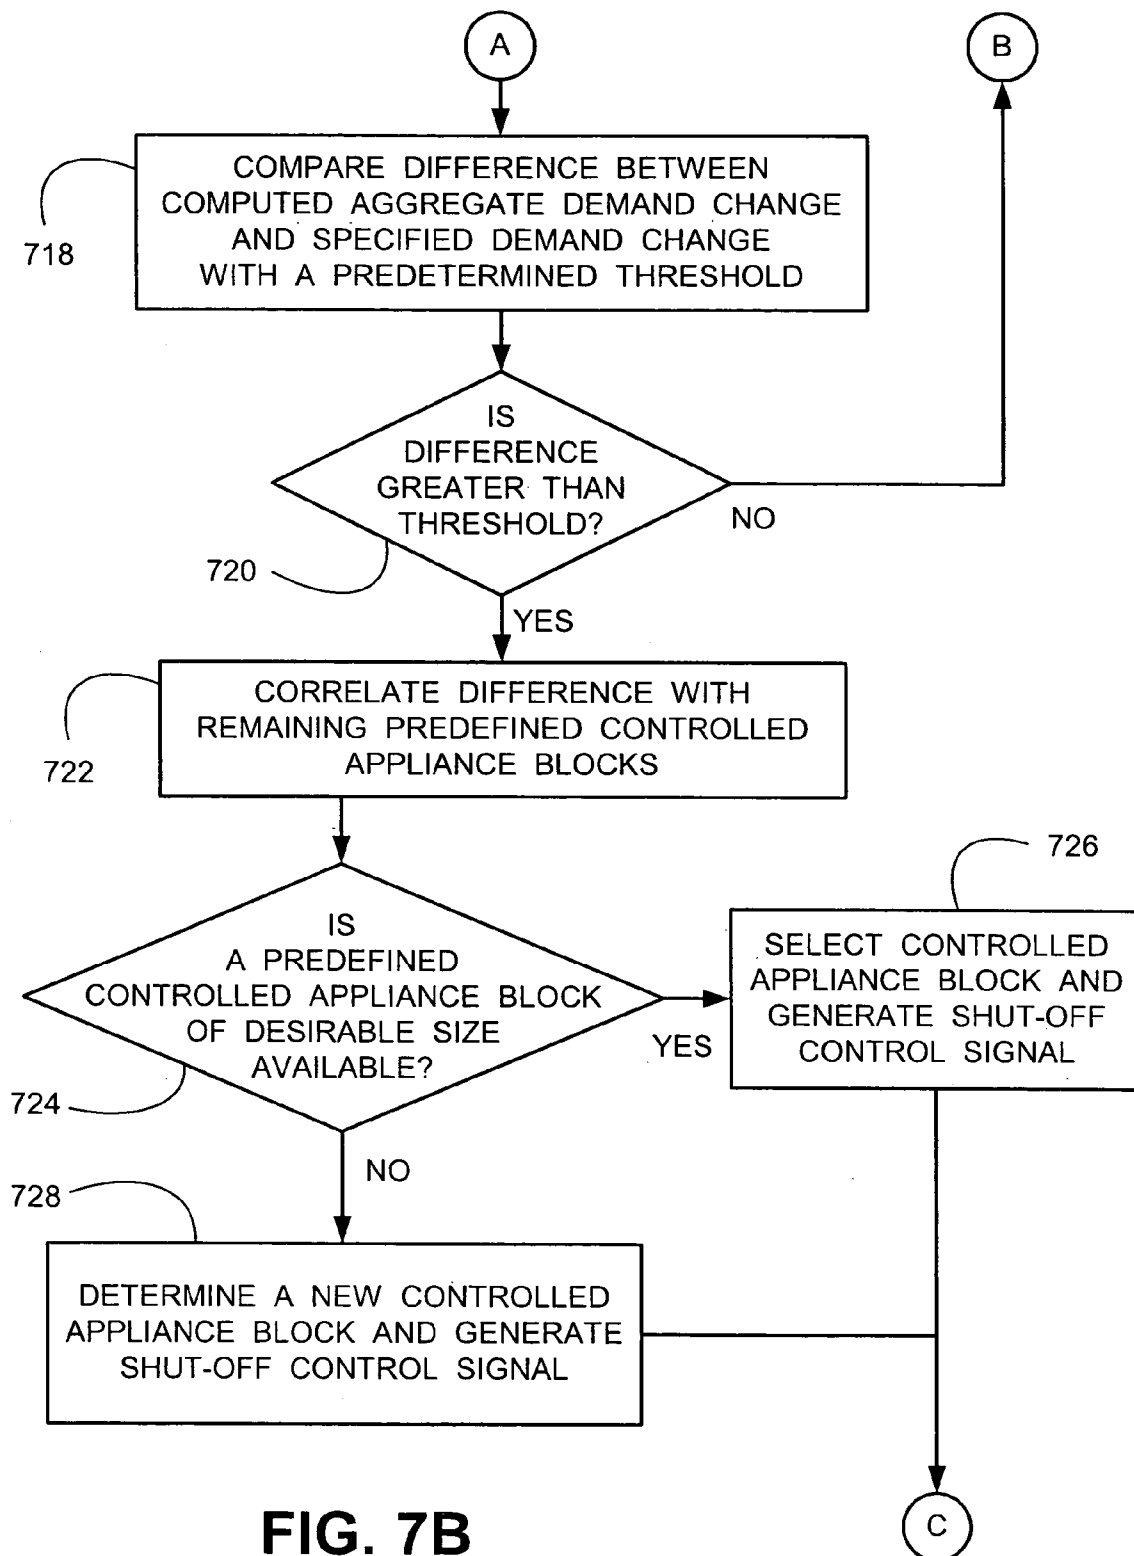 A
B
COMPARE DIFFERENCE BETWEEN
COMPUTED AGGREGATE DEMAND CHANGE
AND SPECIFIED DEMAND CHANGE
WITH A PREDETERMINED THRESHOLD
718
IS
DIFFERENCE
GREATER THAN
THRESHOLD?
NO
720
YES
CORRELATE DIFFERENCE WITH
REMAINING PREDEFINED CONTROLLED
APPLIANCE BLOCKS
722
726
IS
A PREDEFINED
CONTROLLED APPLIANCE BLOCK
OF DESIRABLE SIZE
AVAILABLE?
YES
724
SELECT CONTROLLED
APPLIANCE BLOCK AND
GENERATE SHUT-OFF
CONTROL SIGNAL
NO
728
DETERMINE A NEW CONTROLLED
APPLIANCE BLOCK AND GENERATE
SHUT-OFF CONTROL SIGNAL
C
FIG. 7B